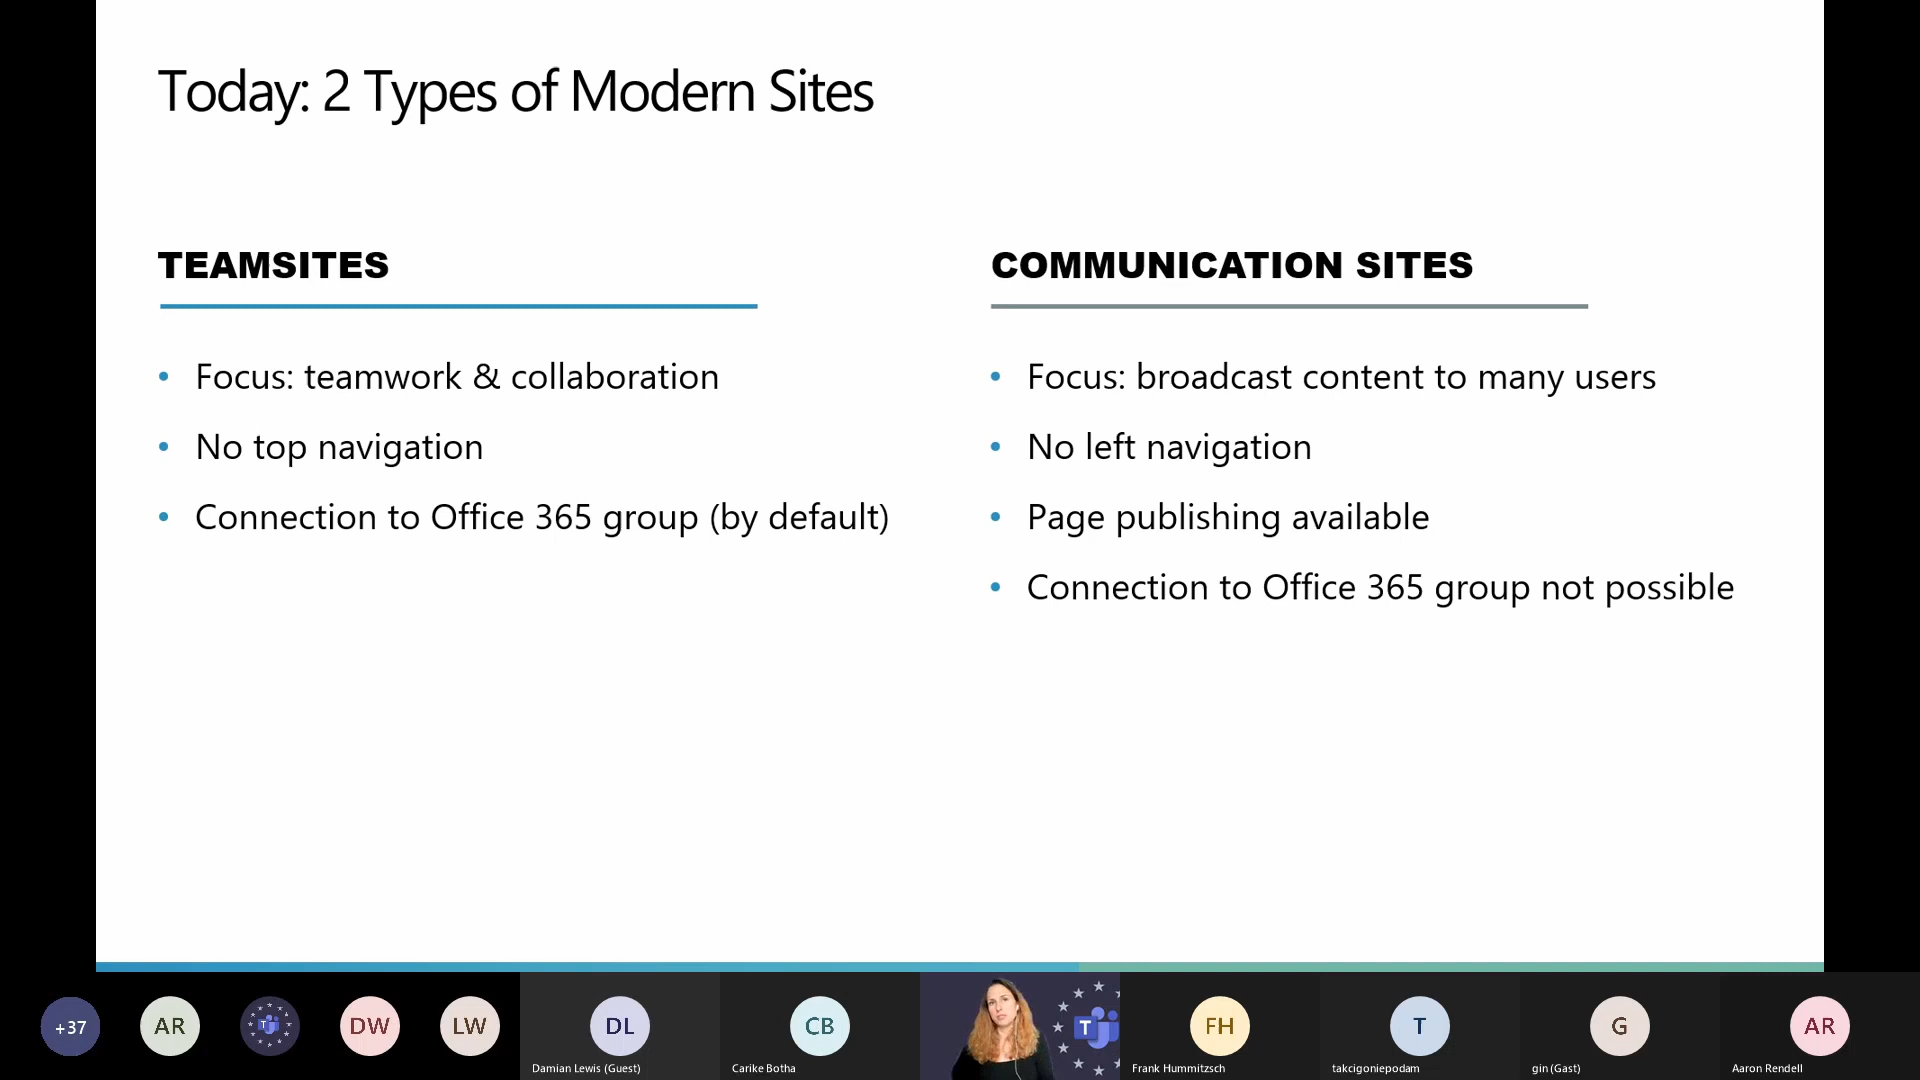 Today: 2 Types of Modern Sites
TEAMSITES
• Focus: teamwork & collaboration
• No top navigation
• Connection to Office 365 group (by default)
COMMUNICATION SITES
• Focus: broadcast content to many users
• No left navigation
• Page publishing available
• Connection to Office 365 group not possible
+37
AR
T
DW
LW
DL
Damian Lewis (Guest)
CB
Carike Botha
T
FH
Frank Hummitzsch
T
takcigoniepodam
G
gin (Gast)
AR
Aaron Rendell